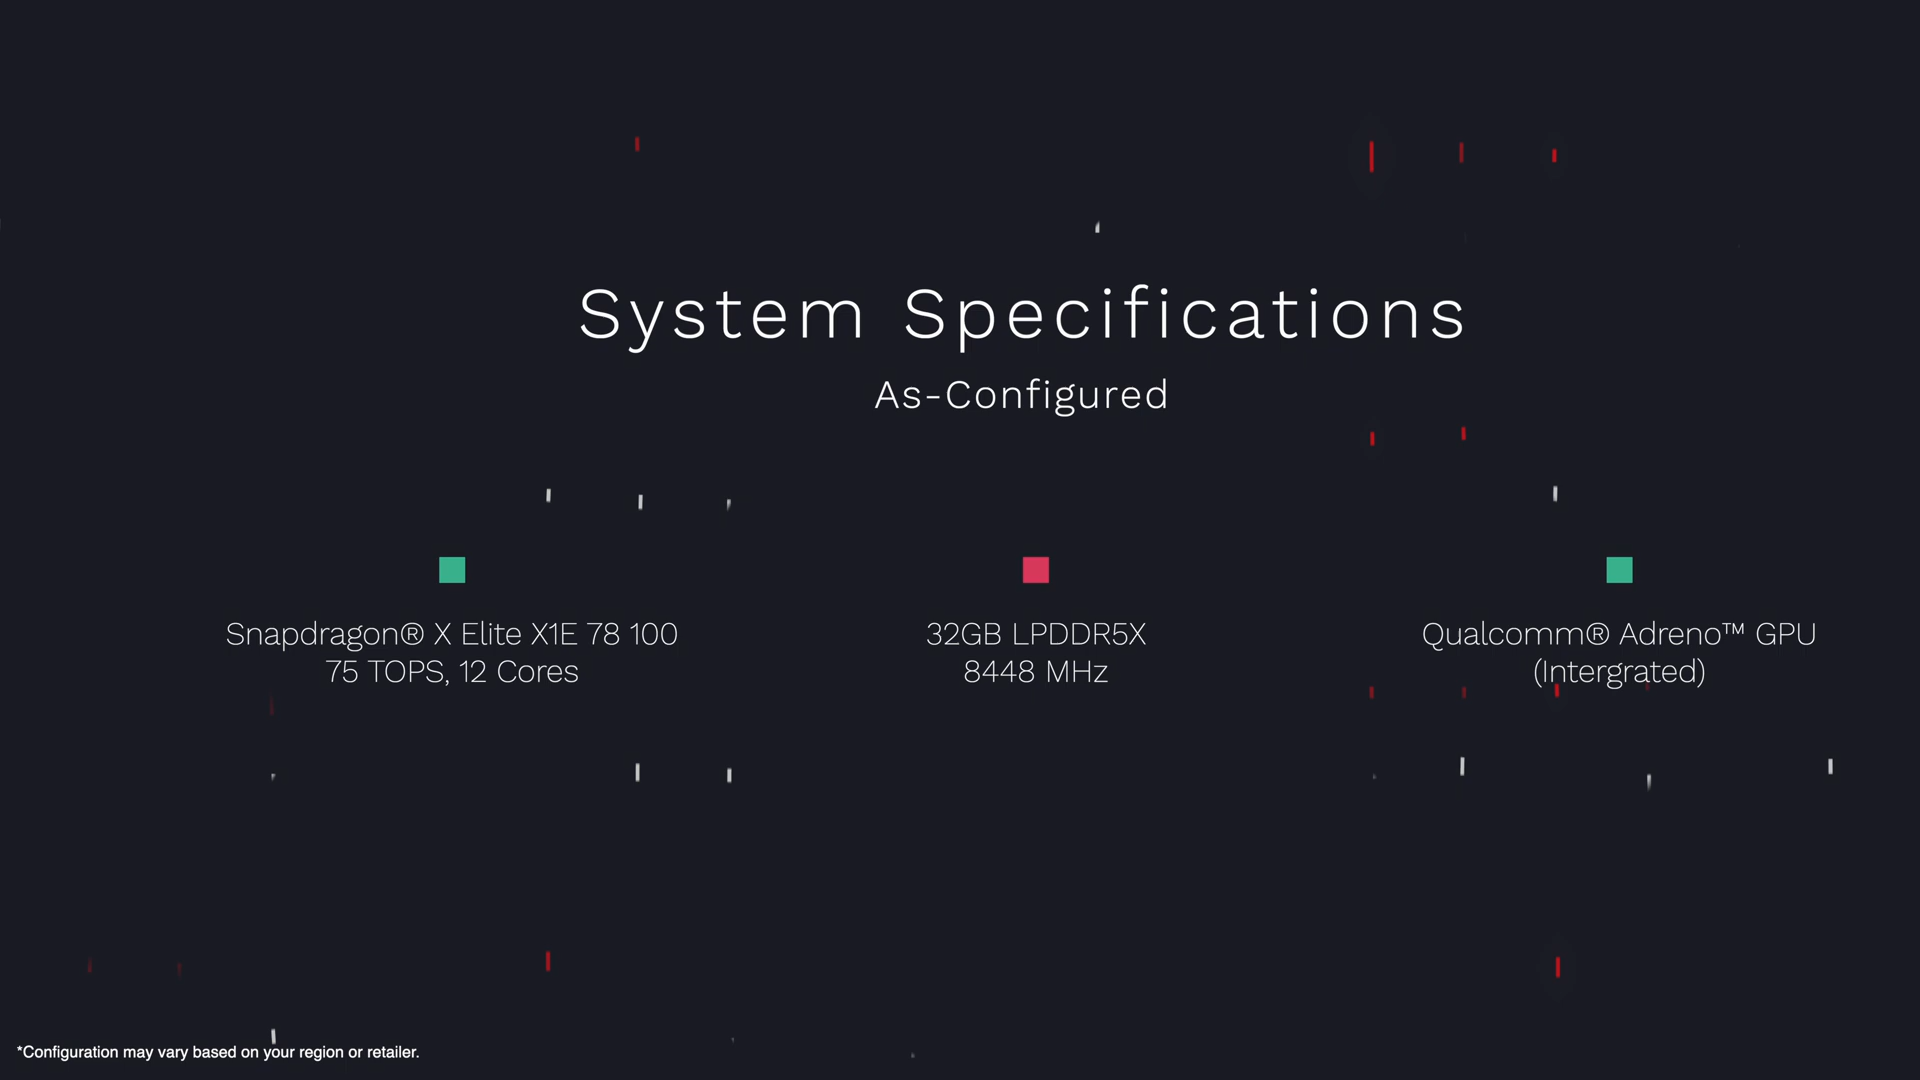 System Specifications
As-Configured
Snapdragon® X Elite X1E 78 100
75 TOPS, 12 Cores
32GB LPDDR5X
8448 MHz
Qualcomm® Adreno™ GPU
(Intergrated)
*Configuration may vary based on your region or retailer.